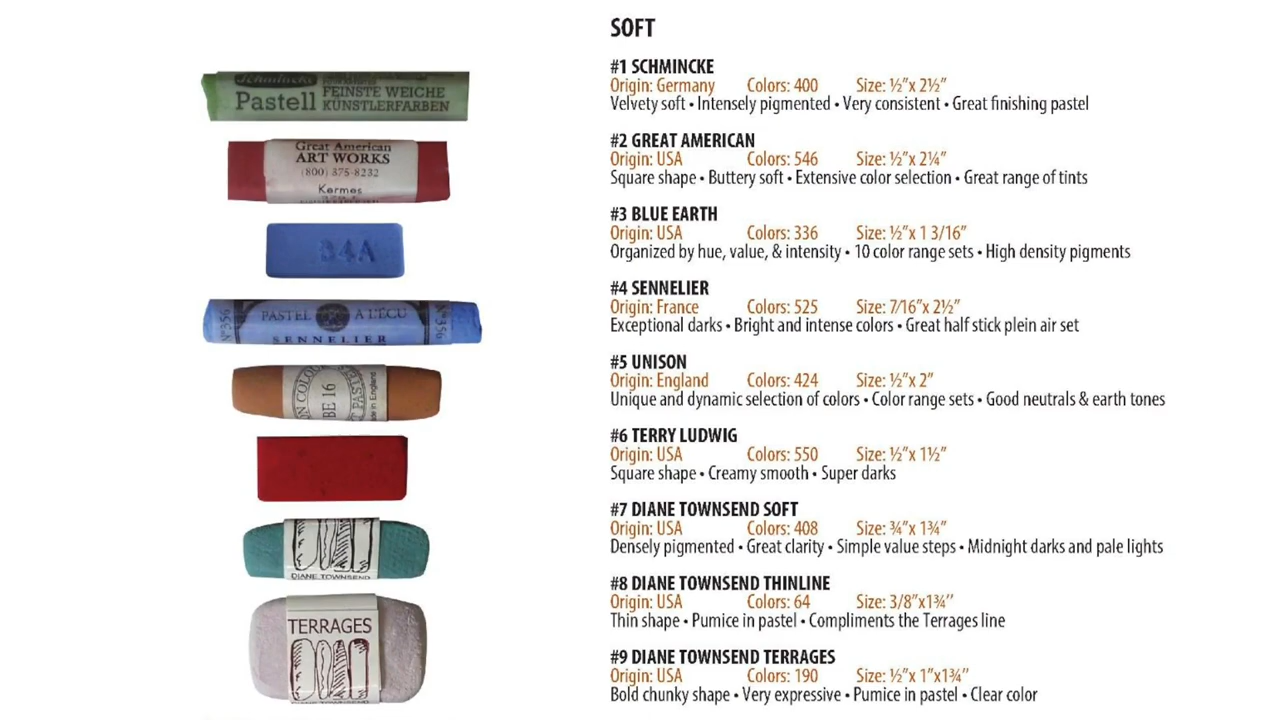 SOFT
#1 SCHMINCKE
Origin: Germany Colors: 400 Size: ½"x 2½"
Velvety soft • Intensely pigmented • Very consistent • Great finishing pastel
#2 GREAT AMERICAN
Origin: USA Colors: 546 Size: ½"x 2¼"
Square shape • Buttery soft • Extensive color selection • Great range of tints
#3 BLUE EARTH
Origin: USA Colors: 336 Size: ½"x 1 3/16"
Organized by hue, value, & intensity • 10 color range sets • High density pigments
#4 SENNELIER
Origin: France Colors: 525 Size: 7/16"x 2½"
Exceptional darks • Bright and intense colors • Great half stick plein air set
#5 UNISON
Origin: England Colors: 424 Size: ½"x 2"
Unique and dynamic selection of colors • Color range sets • Good neutrals & earth tones
#6 TERRY LUDWIG
Origin: USA Colors: 550 Size: ½"x 1½"
Square shape • Creamy smooth • Super darks
#7 DIANE TOWNSEND SOFT
Origin: USA Colors: 408 Size: ¾"x 1¾"
Densely pigmented • Great clarity • Simple value steps • Midnight darks and pale lights
#8 DIANE TOWNSEND THINLINE
Origin: USA Colors: 64 Size: 3/8"x1¾"
Thin shape • Pumice in pastel • Compliments the Terrages line
#9 DIANE TOWNSEND TERRAGES
Origin: USA Colors: 190 Size: ½"x 1"x1¾"
Bold chunky shape • Very expressive • Pumice in pastel • Clear color
Schmincke
Pastell
FEINSTE WEICHE
KÜNSTLERFARBEN
Great American
ART WORKS
(800) 375-8232
Kermes
34A
N°356
PASTEL A L'ECU
SENNELIER
N°356
BE 16
DIANE TOWNSEND
TERRAGES
DIANE TOWNSEND